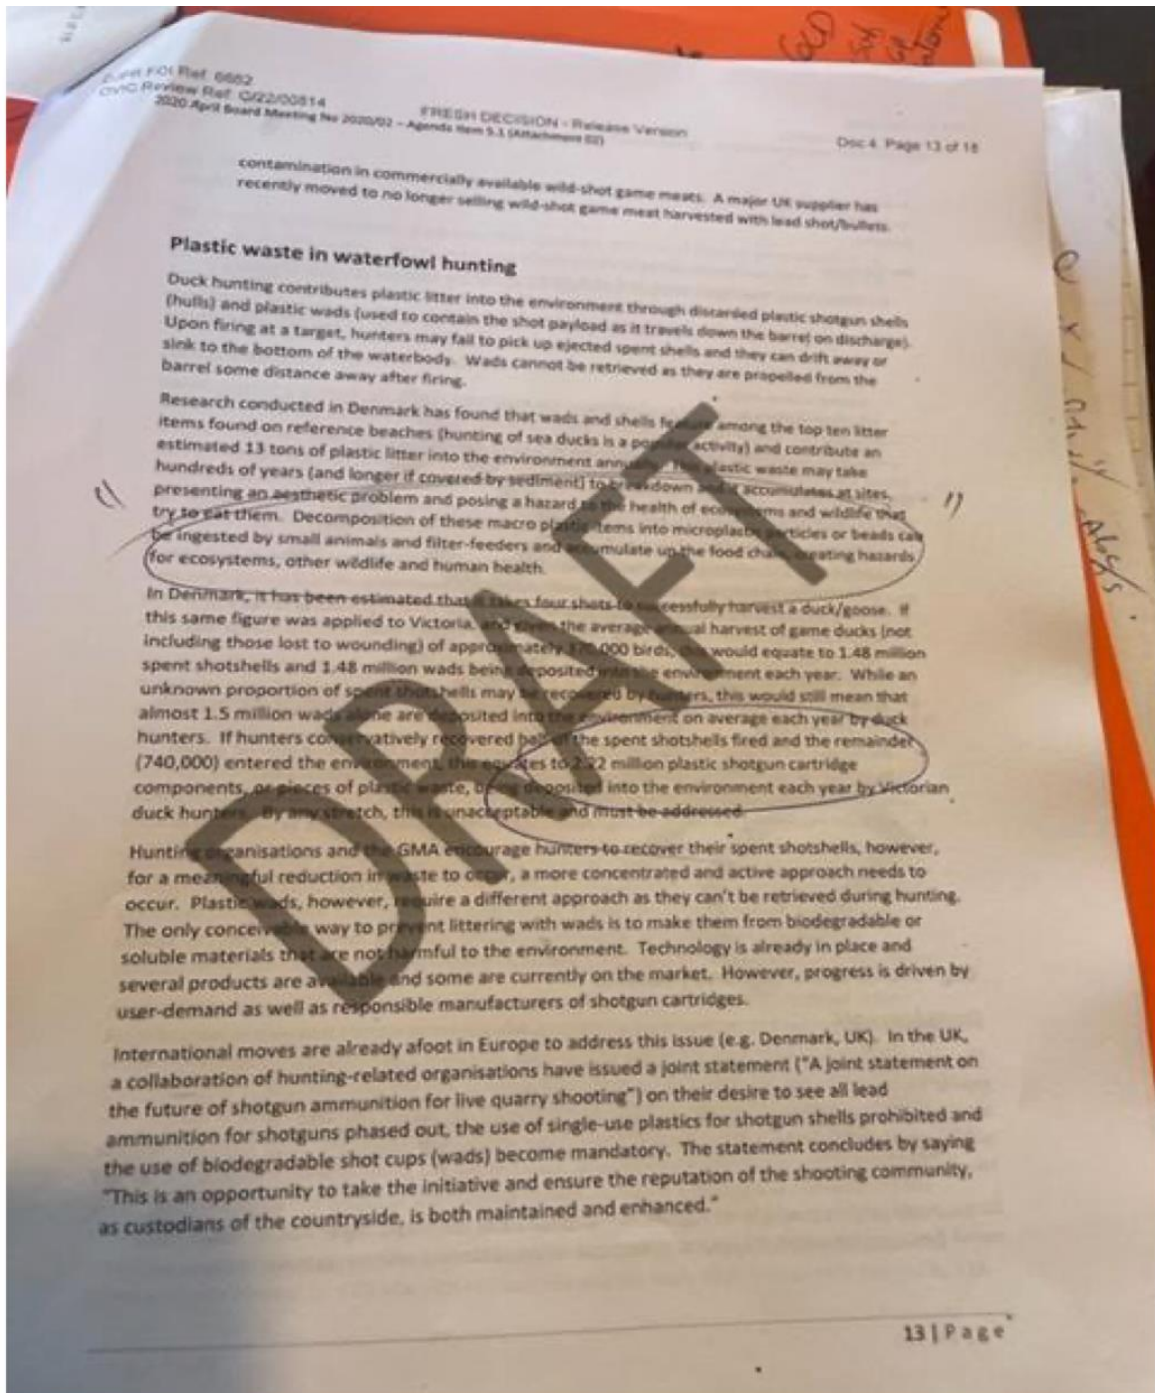 FOI Ref: 6662
OVIC Review Ref: C/22/00814
FRESH DECISION - Release Version
Doc 4 Page 13 of 18
2020 April Board Meeting No 2020/02 – Agenda Item 5.1 (Attachment 02)
contamination in commercially available wild-shot game meats. A major UK supplier has
recently moved to no longer selling wild-shot game meat harvested with lead shot/bullets.
Plastic waste in waterfowl hunting
Duck hunting contributes plastic litter into the environment through discarded plastic shotgun shells
(hulls) and plastic wads (used to contain the shot payload as it travels down the barrel on discharge).
Upon firing at a target, hunters may fail to pick up ejected spent shells and they can drift away or
sink to the bottom of the waterbody. Wads cannot be retrieved as they are propelled from the
barrel some distance away after firing.
Research conducted in Denmark has found that wads and shells feature among the top ten litter
items found on reference beaches (hunting of sea ducks is a popular activity) and contribute an
estimated 13 tons of plastic litter into the environment annually. This plastic waste may take
hundreds of years (and longer if covered by sediment) to breakdown and it accumulates at sites,
presenting an aesthetic problem and posing a hazard to the health of ecosystems and wildlife that
try to eat them. Decomposition of these macro plastic items into microplastic particles or beads can
be ingested by small animals and filter-feeders and accumulate up the food chain, creating hazards
for ecosystems, other wildlife and human health.
In Denmark, it has been estimated that it takes four shots to successfully harvest a duck/goose. If
this same figure was applied to Victoria, and given the average annual harvest of game ducks (not
including those lost to wounding) of approximately 370,000 birds, this would equate to 1.48 million
spent shotshells and 1.48 million wads being deposited into the environment each year. While an
unknown proportion of spent shotshells may be recovered by hunters, this would still mean that
almost 1.5 million wads alone are deposited into the environment on average each year by duck
hunters. If hunters conservatively recovered half of the spent shotshells fired and the remainder
(740,000) entered the environment, this equates to 2.22 million plastic shotgun cartridge
components, or pieces of plastic waste, being deposited into the environment each year by Victorian
duck hunters. By any stretch, this is unacceptable and must be addressed.
Hunting organisations and the GMA encourage hunters to recover their spent shotshells, however,
for a meaningful reduction in waste to occur, a more concentrated and active approach needs to
occur. Plastic wads, however, require a different approach as they can't be retrieved during hunting.
The only conceivable way to prevent littering with wads is to make them from biodegradable or
soluble materials that are not harmful to the environment. Technology is already in place and
several products are available and some are currently on the market. However, progress is driven by
user-demand as well as responsible manufacturers of shotgun cartridges.
International moves are already afoot in Europe to address this issue (e.g. Denmark, UK). In the UK,
a collaboration of hunting-related organisations have issued a joint statement ("A joint statement on
the future of shotgun ammunition for live quarry shooting") on their desire to see all lead
ammunition for shotguns phased out, the use of single-use plastics for shotgun shells prohibited and
the use of biodegradable shot cups (wads) become mandatory. The statement concludes by saying
"This is an opportunity to take the initiative and ensure the reputation of the shooting community,
as custodians of the countryside, is both maintained and enhanced."
DRAFT
13 | Page